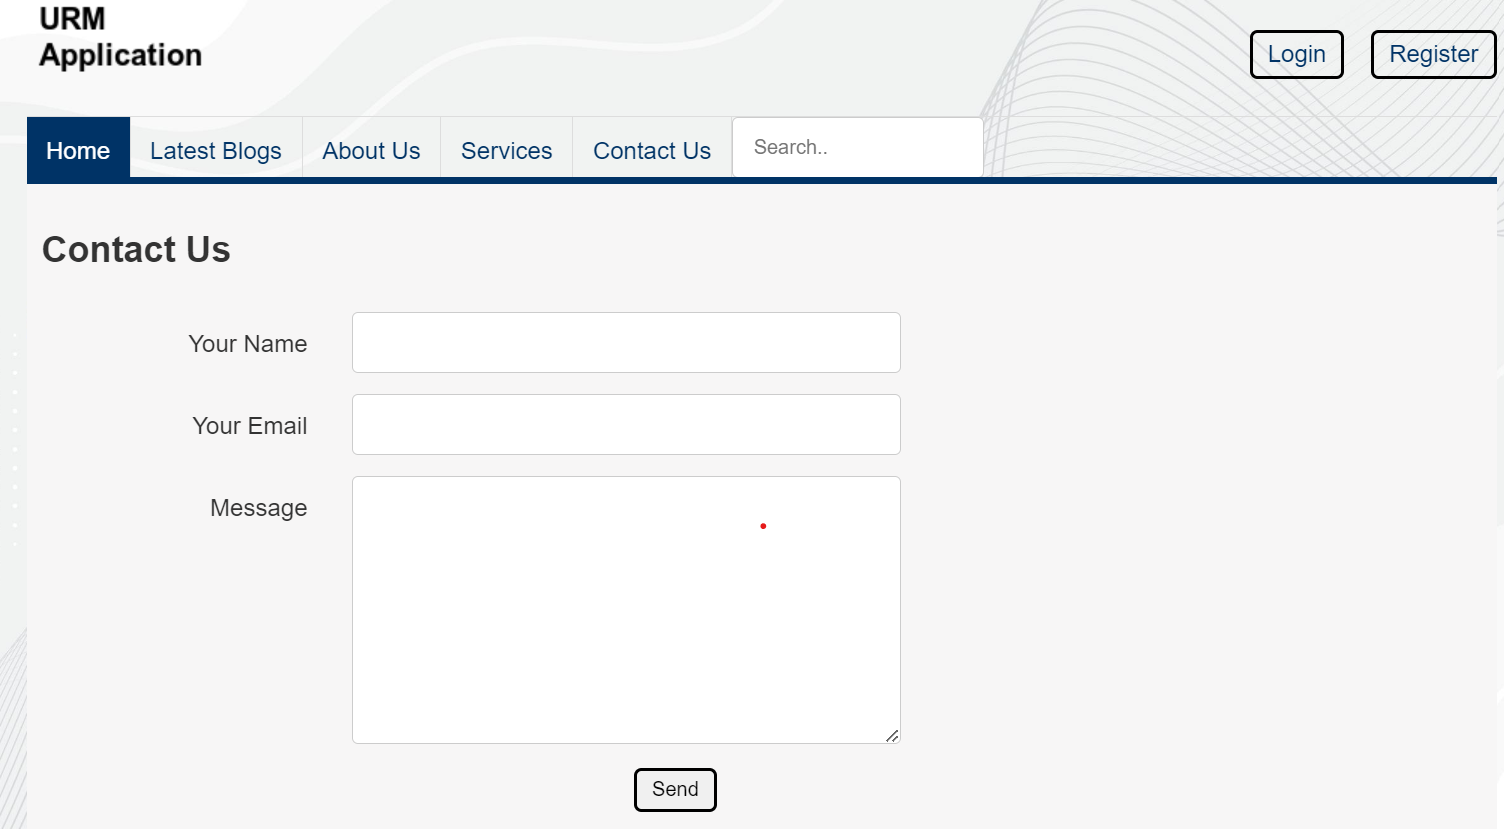 URM
Application
Login Register
Home Latest Blogs About Us Services Contact Us Search..
Contact Us
Your Name
Your Email
Message
Send